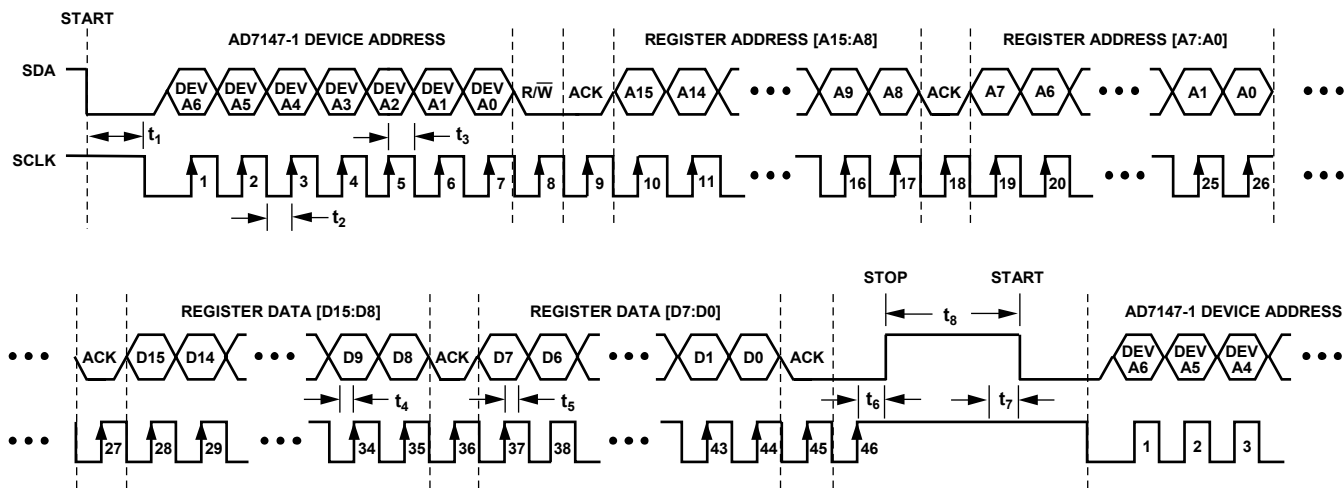 START
AD7147-1 DEVICE ADDRESS REGISTER ADDRESS [A15:A8] REGISTER ADDRESS [A7:A0]
SDA DEV A6 DEV A5 DEV A4 DEV A3 DEV A2 DEV A1 DEV A0 R/W̅ ACK A15 A14 A9 A8 ACK A7 A6 A1 A0
t1 t3
SCLK 1 2 3 4 5 6 7 8 9 10 11 16 17 18 19 20 25 26
t2
STOP START
REGISTER DATA [D15:D8] REGISTER DATA [D7:D0] t8 AD7147-1 DEVICE ADDRESS
ACK D15 D14 D9 D8 ACK D7 D6 D1 D0 ACK DEV A6 DEV A5 DEV A4
t4 t5 t6 t7
27 28 29 34 35 36 37 38 43 44 45 46 1 2 3